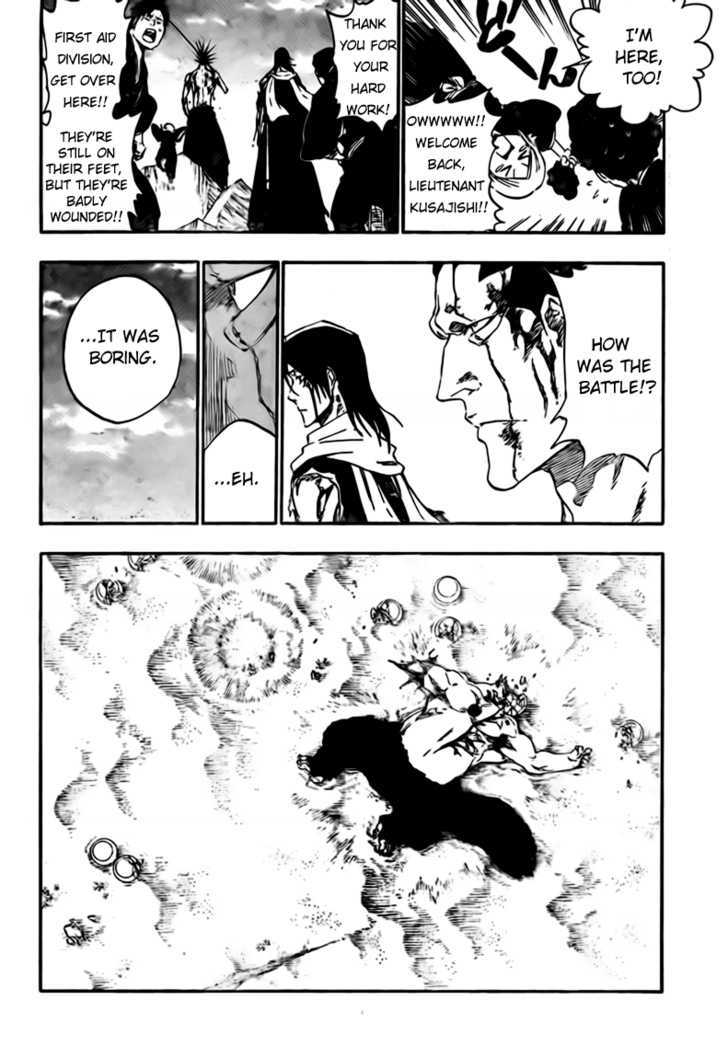 I'M
HERE,
TOO!
OWWWWW!!
WELCOME
BACK,
LIEUTENANT
KUSAJISHI!!
THANK
YOU FOR
YOUR
HARD
WORK!
FIRST AID
DIVISION,
GET OVER
HERE!!
THEY'RE
STILL ON
THEIR FEET,
BUT THEY'RE
BADLY
WOUNDED!!
HOW
WAS THE
BATTLE!?
...EH.
...IT WAS
BORING.